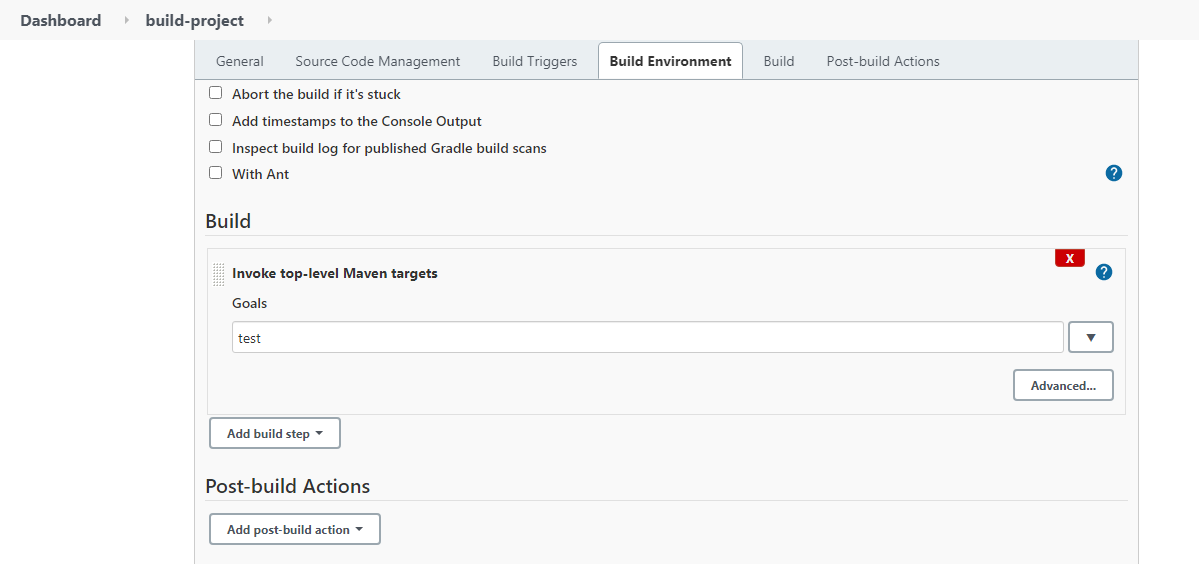 Dashboard build-project
General Source Code Management Build Triggers Build Environment Build Post-build Actions
Abort the build if it's stuck
Add timestamps to the Console Output
Inspect build log for published Gradle build scans
With Ant ?
Build
X
Invoke top-level Maven targets ?
Goals
test
Advanced...
Add build step
Post-build Actions
Add post-build action